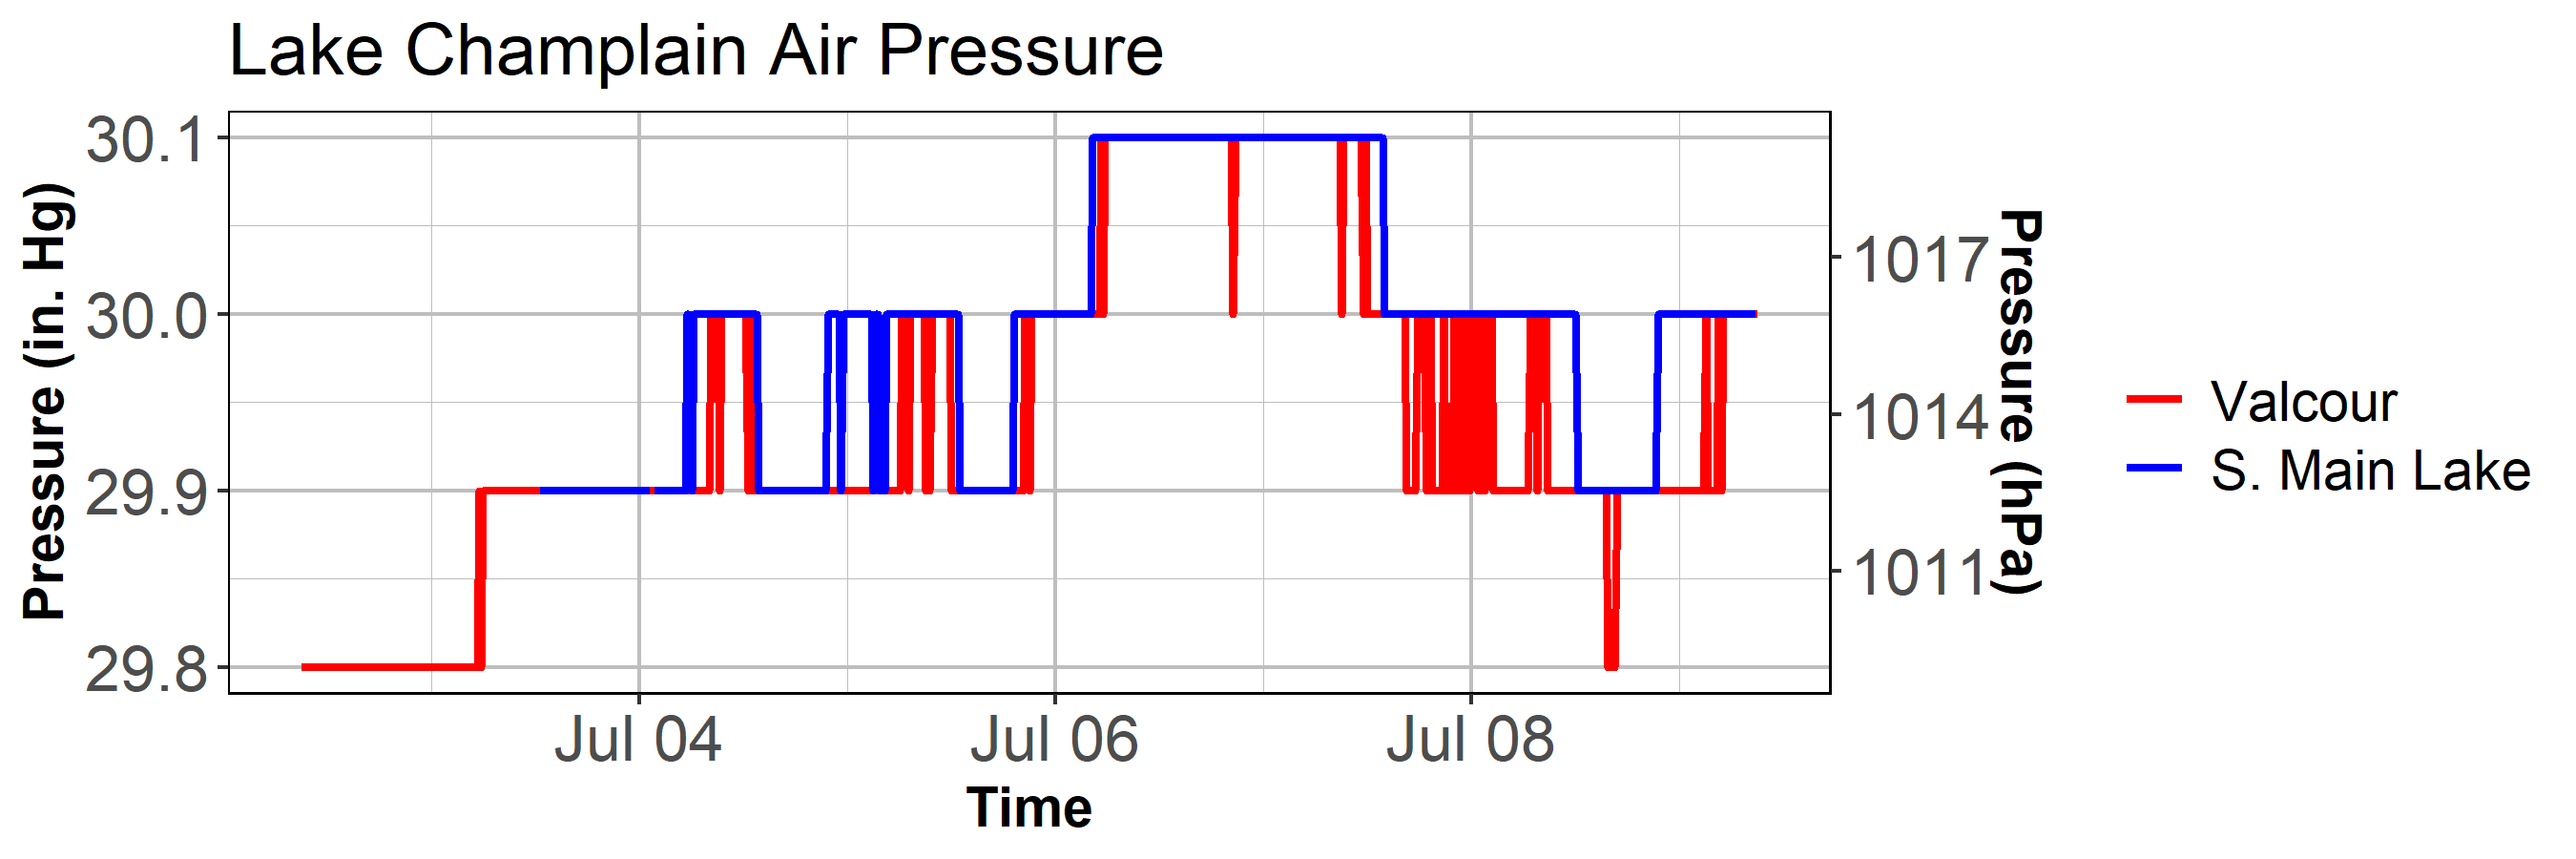 Lake Champlain Air Pressure
Pressure (in. Hg)
30.1
30.0
29.9
29.8
Jul 04
Jul 06
Jul 08
Time
1017
1014
1011
Pressure (hPa)
Valcour
S. Main Lake